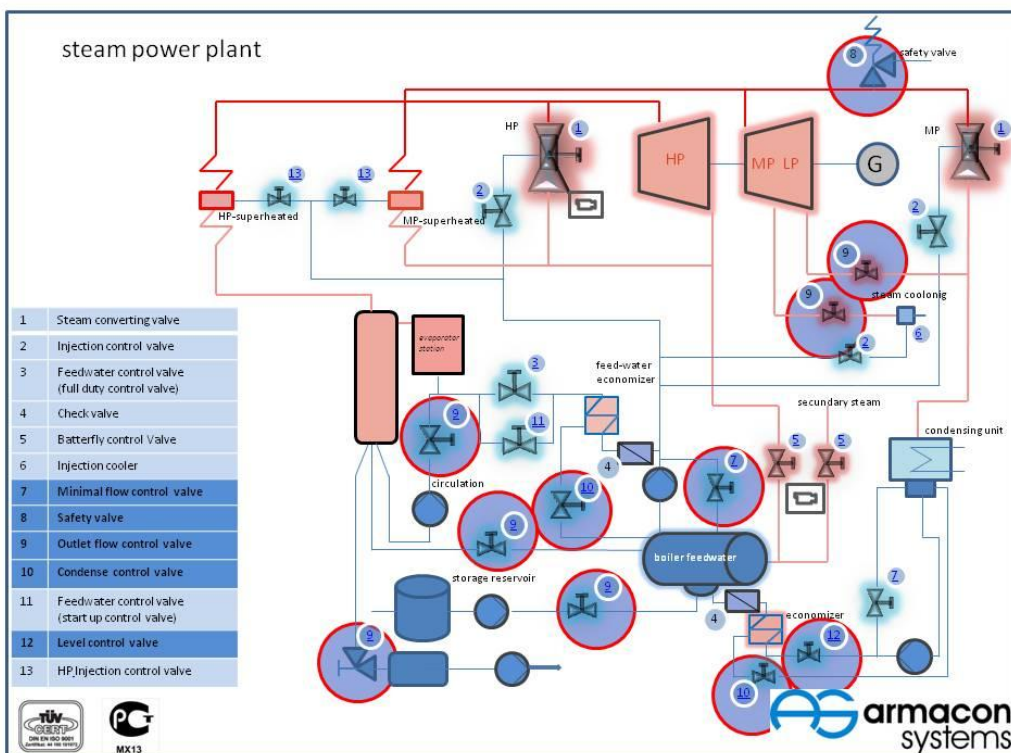 steam power plant
8
safety valve
HP
1
MP
1
HP
MP LP
G
13
13
2
2
HP-superheated
MP-superheated
9
9
steam coolonig
2
6
evaporator
station
3
feed-water
economizer
9
11
secundary steam
condensing unit
5
5
4
7
circulation
10
9
boiler feedwater
storage reservoir
9
7
4
economizer
9
12
10
1 Steam converting valve
2 Injection control valve
3 Feedwater control valve
(full duty control valve)
4 Check valve
5 Batterfly control Valve
6 Injection cooler
7 Minimal flow control valve
8 Safety valve
9 Outlet flow control valve
10 Condense control valve
11 Feedwater control valve
(start up control valve)
12 Level control valve
13 HP Injection control valve
TÜV
CERT
DIN EN ISO 9001
PCT
MX13
armacon
systems